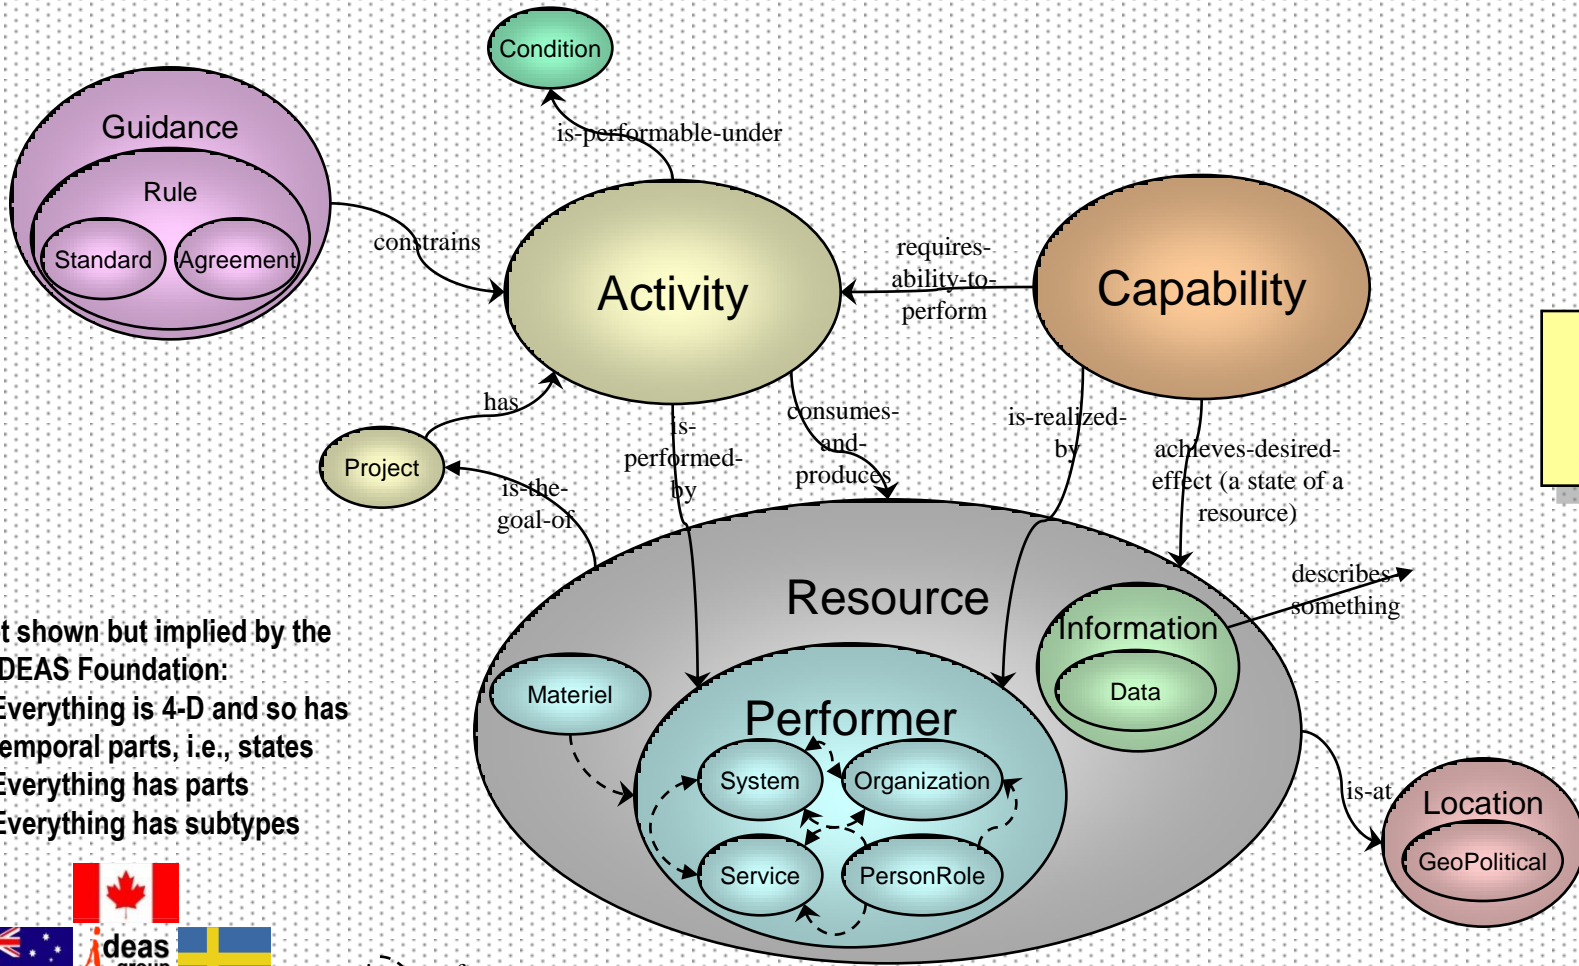 Condition
is-performable-under
Guidance
Rule
Standard
Agreement
constrains
Activity
requires-
ability-to-
perform
Capability
has
Project
is-the-
goal-of
is-
performed-
by
consumes-
and-
produces
is-realized-
by
achieves-desired-
effect (a state of a
resource)
Resource
describes
something
Information
Data
Materiel
Performer
System
Organization
Service
PersonRole
is-at
Location
GeoPolitical
shown but implied by the
DEAS Foundation:
Everything is 4-D and so has
emporal parts, i.e., states
Everything has parts
Everything has subtypes
ideas
group